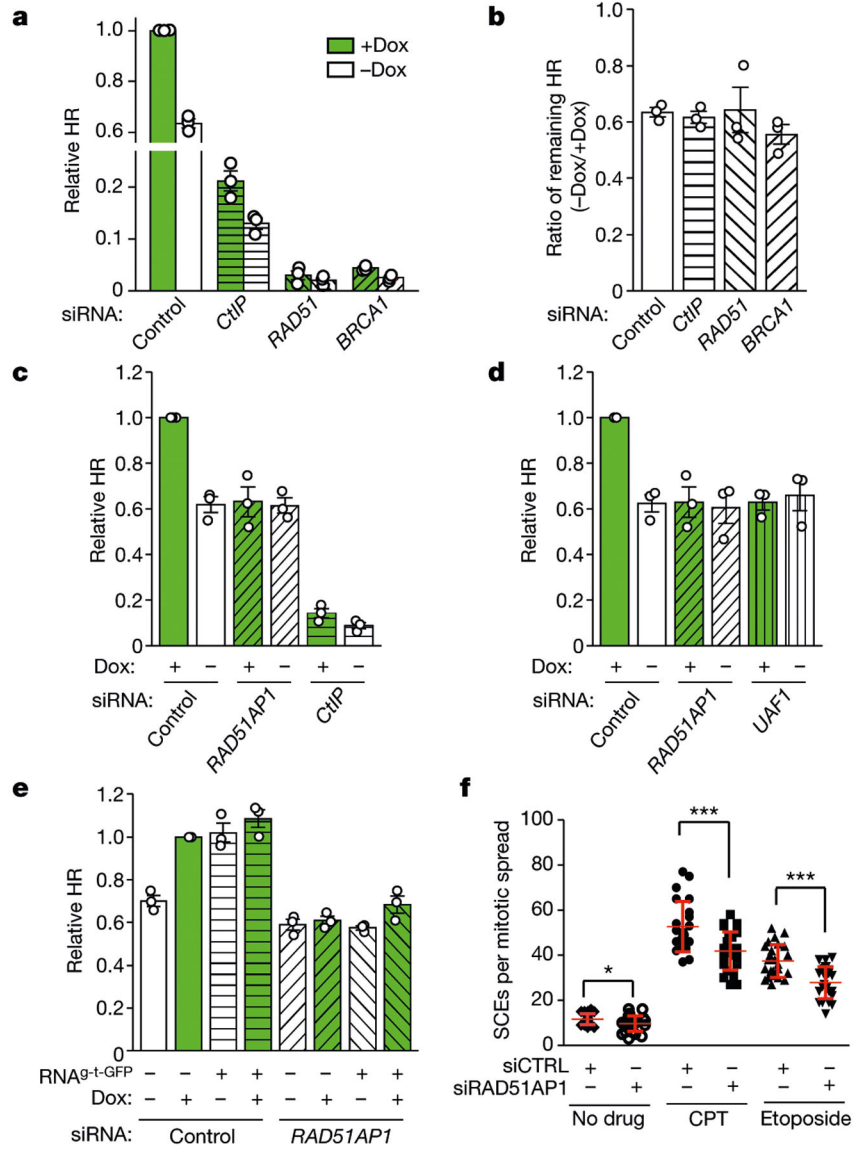 a
Relative HR
1.0
0.8
0.6
0.2
0.1
0
+Dox
–Dox
siRNA:
Control
CtIP
RAD51
BRCA1
b
Ratio of remaining HR
(–Dox/+Dox)
1.0
0.8
0.6
0.4
0.2
0
Control
CtIP
RAD51
BRCA1
c
Relative HR
1.2
1.0
0.8
0.6
0.4
0.2
0
Dox: + – + – + –
siRNA:
Control
RAD51AP1
CtIP
d
Relative HR
1.2
1.0
0.8
0.6
0.4
0.2
0
Dox: + – + – + –
siRNA:
Control
RAD51AP1
UAF1
e
Relative HR
1.2
1.0
0.8
0.6
0.4
0.2
0
RNAg-t-GFP – – + + – – + +
Dox: – + – + – + – +
siRNA: Control RAD51AP1
f
SCEs per mitotic spread
100
80
60
40
20
0
*
***
***
siCTRL + – + – + –
siRAD51AP1 – + – + – +
No drug CPT Etoposide